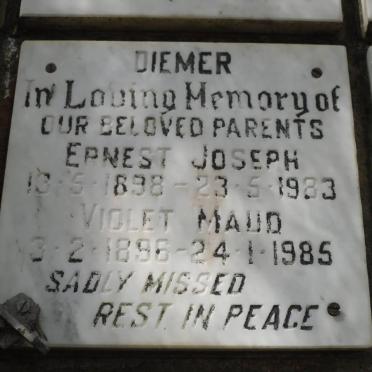 DIEMER
In Loving Memory of
OUR BELOVED PARENTS
ERNEST JOSEPH
13·5·1898 - 23·5·1983
VIOLET MAUD
3·2·1896 - 24·1·1985
SADLY MISSED
REST IN PEACE